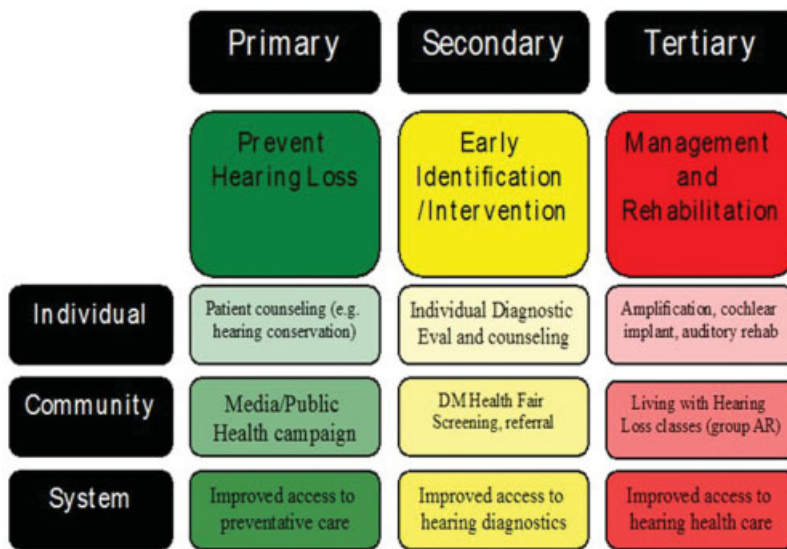 Primary
Secondary
Tertiary
Prevent
Hearing Loss
Early
Identification
/Intervention
Management
and
Rehabilitation
Individual
Patient counseling (e.g.
hearing conservation)
Individual Diagnostic
Eval and counseling
Amplification, cochlear
implant, auditory rehab
Community
Media/Public
Health campaign
DM Health Fair
Screening, referral
Living with Hearing
Loss classes (group AR)
System
Improved access to
preventative care
Improved access to
hearing diagnostics
Improved access to
hearing health care